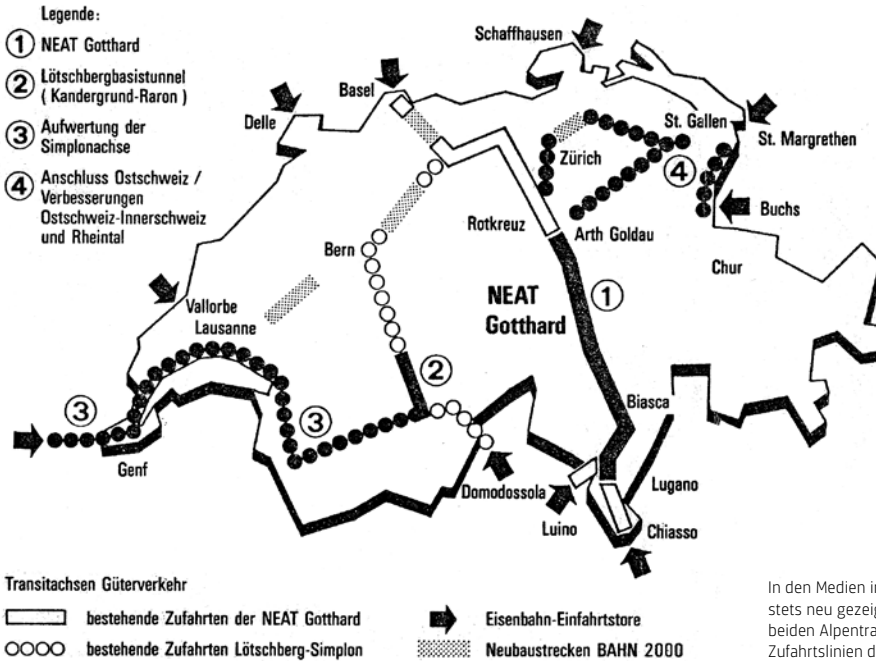 Legende:
1 NEAT Gotthard
2 Lötschbergbasistunnel
( Kandergrund-Raron )
3 Aufwertung der
Simplonachse
4 Anschluss Ostschweiz /
Verbesserungen
Ostschweiz-Innerschweiz
und Rheintal
Schaffhausen
Basel
Delle
St. Gallen
St. Margrethen
Zürich
4
Buchs
Rotkreuz
Arth Goldau
Bern
Chur
NEAT
Gotthard
1
Vallorbe
Lausanne
2
3
3
Biasca
Genf
Domodossola
Lugano
Luino
Chiasso
Transitachsen Güterverkehr
bestehende Zufahrten der NEAT Gotthard
Eisenbahn-Einfahrtstore
bestehende Zufahrten Lötschberg-Simplon
Neubaustrecken BAHN 2000
In den Medien
stets neu
beiden
Zufahrtslinien